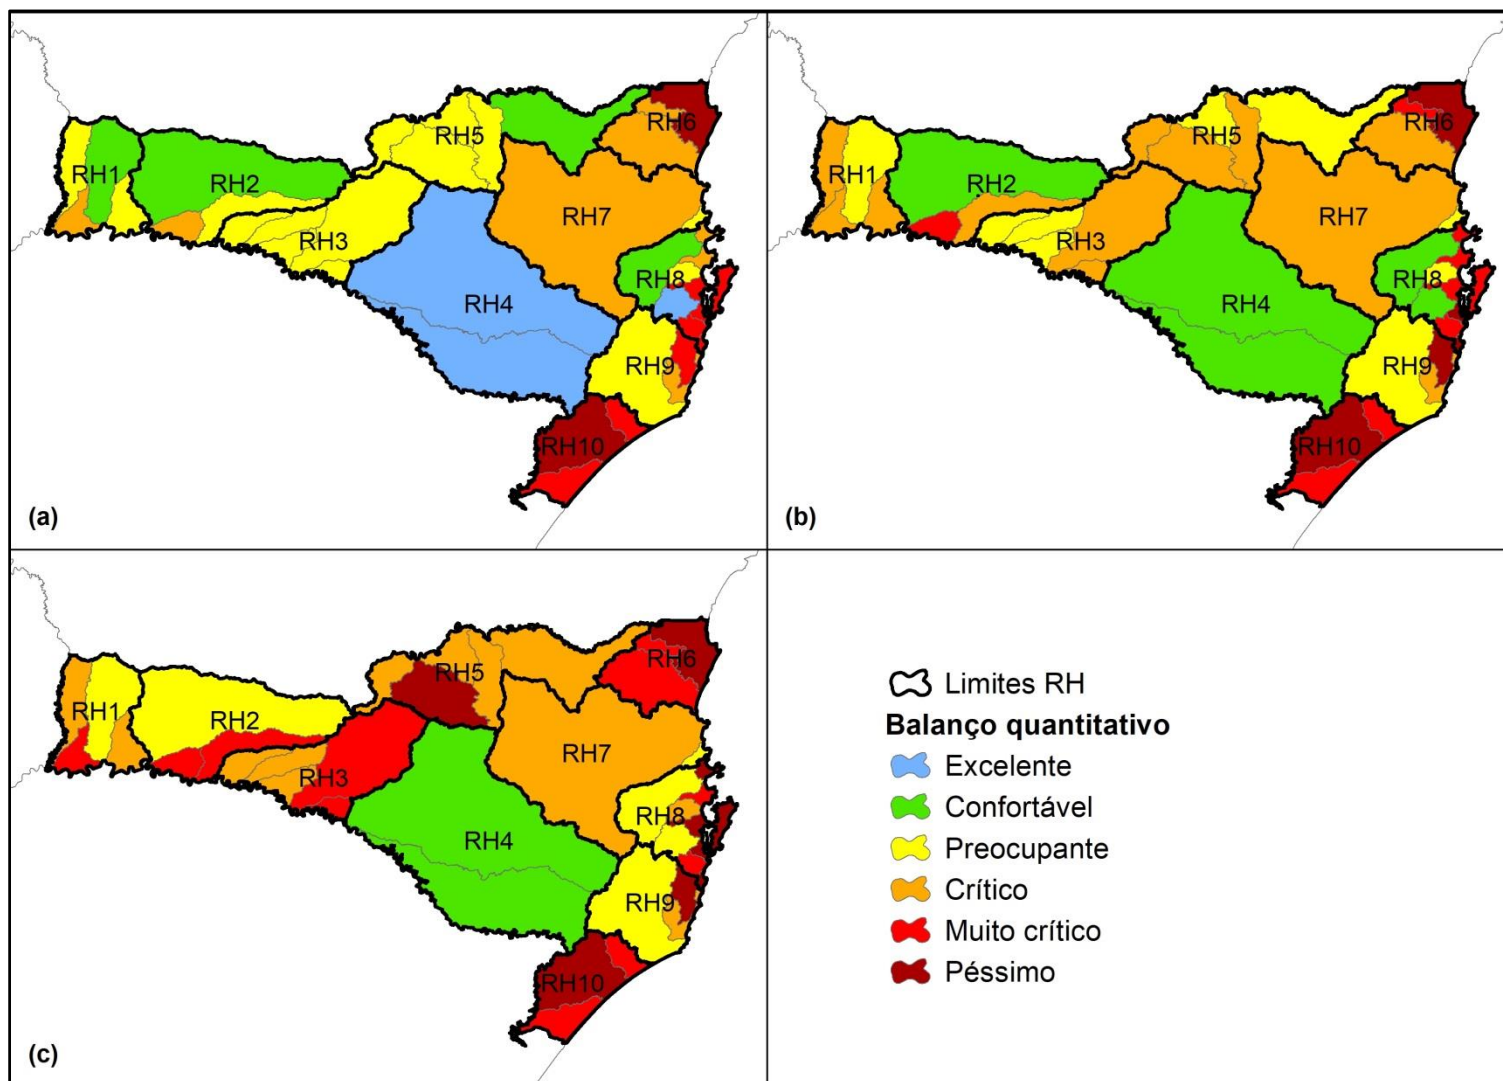 RH1
RH2
RH3
RH4
RH5
RH6
RH7
RH8
RH9
RH10
(a)
RH1
RH2
RH3
RH4
RH5
RH6
RH7
RH8
RH9
RH10
(b)
RH1
RH2
RH3
RH4
RH5
RH6
RH7
RH8
RH9
RH10
(c)
Limites RH
Balanço quantitativo
Excelente
Confortável
Preocupante
Crítico
Muito crítico
Péssimo